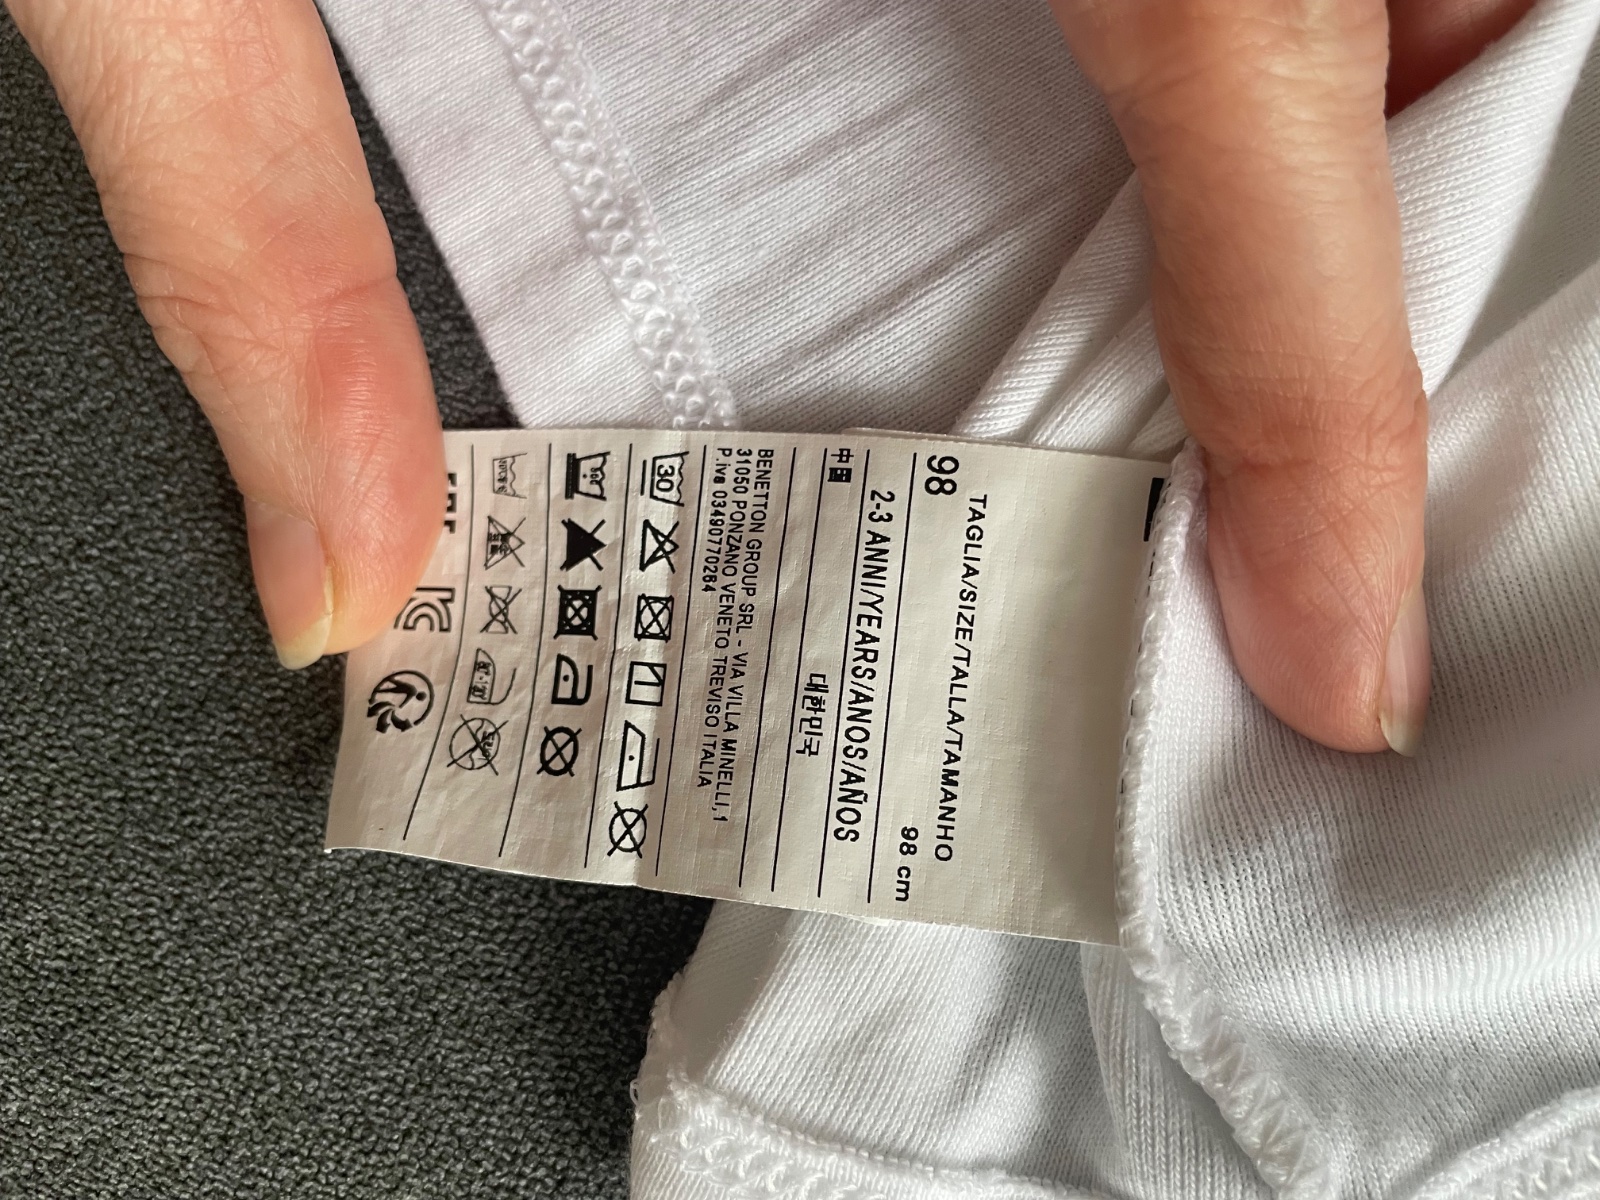 TAGLIA/SIZE/TALLA/TAMANHO
98 98 cm
2-3 ANNI/YEARS/ANOS/AÑOS
中国 대한민국
BENETTON GROUP SRL - VIA VILLA MINELLI, 1
31050 PONZANO VENETO TREVISO ITALIA
P.iva 03490770264
30